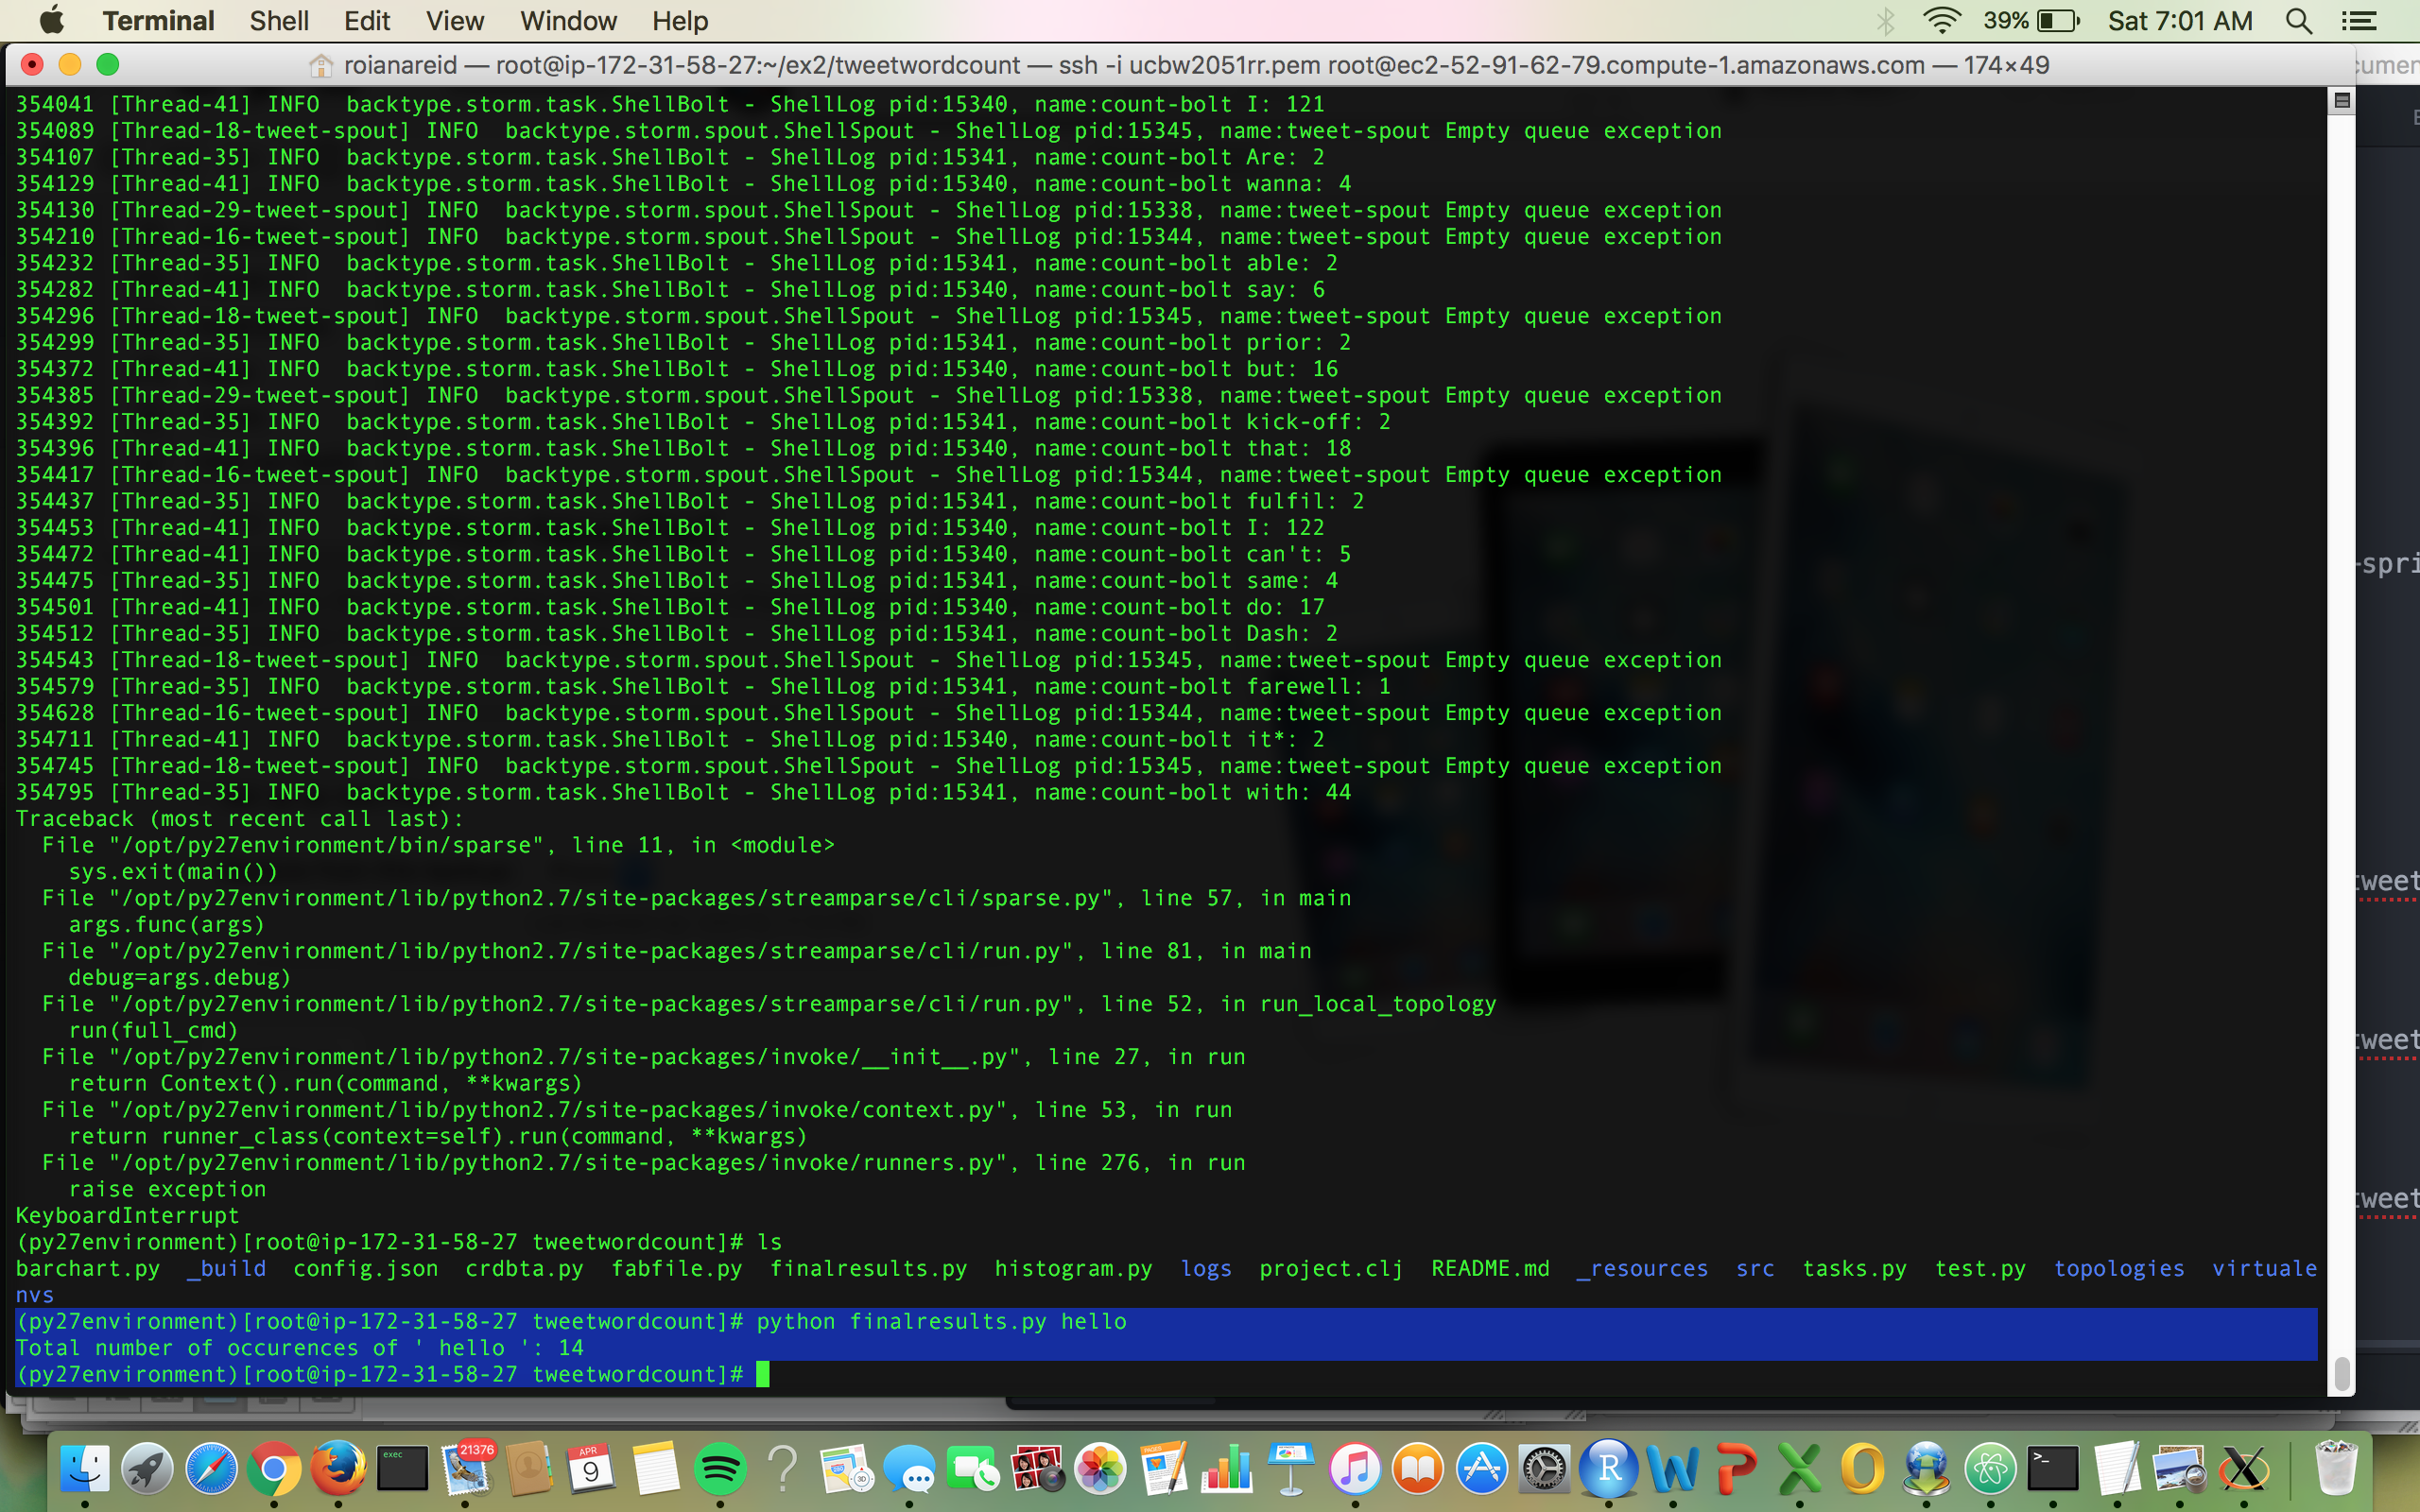 Terminal Shell Edit View Window Help 39% Sat 7:01 AM
roianareid — root@ip-172-31-58-27:~/ex2/tweetwordcount — ssh -i ucbw2051rr.pem root@ec2-52-91-62-79.compute-1.amazonaws.com — 174×49
354041 [Thread-41] INFO  backtype.storm.task.ShellBolt - ShellLog pid:15340, name:count-bolt I: 121
354089 [Thread-18-tweet-spout] INFO  backtype.storm.spout.ShellSpout - ShellLog pid:15345, name:tweet-spout Empty queue exception
354107 [Thread-35] INFO  backtype.storm.task.ShellBolt - ShellLog pid:15341, name:count-bolt Are: 2
354129 [Thread-41] INFO  backtype.storm.task.ShellBolt - ShellLog pid:15340, name:count-bolt wanna: 4
354130 [Thread-29-tweet-spout] INFO  backtype.storm.spout.ShellSpout - ShellLog pid:15338, name:tweet-spout Empty queue exception
354210 [Thread-16-tweet-spout] INFO  backtype.storm.spout.ShellSpout - ShellLog pid:15344, name:tweet-spout Empty queue exception
354232 [Thread-35] INFO  backtype.storm.task.ShellBolt - ShellLog pid:15341, name:count-bolt able: 2
354282 [Thread-41] INFO  backtype.storm.task.ShellBolt - ShellLog pid:15340, name:count-bolt say: 6
354296 [Thread-18-tweet-spout] INFO  backtype.storm.spout.ShellSpout - ShellLog pid:15345, name:tweet-spout Empty queue exception
354299 [Thread-35] INFO  backtype.storm.task.ShellBolt - ShellLog pid:15341, name:count-bolt prior: 2
354372 [Thread-41] INFO  backtype.storm.task.ShellBolt - ShellLog pid:15340, name:count-bolt but: 16
354385 [Thread-29-tweet-spout] INFO  backtype.storm.spout.ShellSpout - ShellLog pid:15338, name:tweet-spout Empty queue exception
354392 [Thread-35] INFO  backtype.storm.task.ShellBolt - ShellLog pid:15341, name:count-bolt kick-off: 2
354396 [Thread-41] INFO  backtype.storm.task.ShellBolt - ShellLog pid:15340, name:count-bolt that: 18
354417 [Thread-16-tweet-spout] INFO  backtype.storm.spout.ShellSpout - ShellLog pid:15344, name:tweet-spout Empty queue exception
354437 [Thread-35] INFO  backtype.storm.task.ShellBolt - ShellLog pid:15341, name:count-bolt fulfil: 2
354453 [Thread-41] INFO  backtype.storm.task.ShellBolt - ShellLog pid:15340, name:count-bolt I: 122
354472 [Thread-41] INFO  backtype.storm.task.ShellBolt - ShellLog pid:15340, name:count-bolt can't: 5
354475 [Thread-35] INFO  backtype.storm.task.ShellBolt - ShellLog pid:15341, name:count-bolt same: 4
354501 [Thread-41] INFO  backtype.storm.task.ShellBolt - ShellLog pid:15340, name:count-bolt do: 17
354512 [Thread-35] INFO  backtype.storm.task.ShellBolt - ShellLog pid:15341, name:count-bolt Dash: 2
354543 [Thread-18-tweet-spout] INFO  backtype.storm.spout.ShellSpout - ShellLog pid:15345, name:tweet-spout Empty queue exception
354579 [Thread-35] INFO  backtype.storm.task.ShellBolt - ShellLog pid:15341, name:count-bolt farewell: 1
354628 [Thread-16-tweet-spout] INFO  backtype.storm.spout.ShellSpout - ShellLog pid:15344, name:tweet-spout Empty queue exception
354711 [Thread-41] INFO  backtype.storm.task.ShellBolt - ShellLog pid:15340, name:count-bolt it*: 2
354745 [Thread-18-tweet-spout] INFO  backtype.storm.spout.ShellSpout - ShellLog pid:15345, name:tweet-spout Empty queue exception
354795 [Thread-35] INFO  backtype.storm.task.ShellBolt - ShellLog pid:15341, name:count-bolt with: 44
Traceback (most recent call last):
  File "/opt/py27environment/bin/sparse", line 11, in <module>
    sys.exit(main())
  File "/opt/py27environment/lib/python2.7/site-packages/streamparse/cli/sparse.py", line 57, in main
    args.func(args)
  File "/opt/py27environment/lib/python2.7/site-packages/streamparse/cli/run.py", line 81, in main
    debug=args.debug)
  File "/opt/py27environment/lib/python2.7/site-packages/streamparse/cli/run.py", line 52, in run_local_topology
    run(full_cmd)
  File "/opt/py27environment/lib/python2.7/site-packages/invoke/__init__.py", line 27, in run
    return Context().run(command, **kwargs)
  File "/opt/py27environment/lib/python2.7/site-packages/invoke/context.py", line 53, in run
    return runner_class(context=self).run(command, **kwargs)
  File "/opt/py27environment/lib/python2.7/site-packages/invoke/runners.py", line 276, in run
    raise exception
KeyboardInterrupt
(py27environment)[root@ip-172-31-58-27 tweetwordcount]# ls
barchart.py  _build  config.json  crdbta.py  fabfile.py  finalresults.py  histogram.py  logs  project.clj  README.md  _resources  src  tasks.py  test.py  topologies  virtuale
nvs
(py27environment)[root@ip-172-31-58-27 tweetwordcount]# python finalresults.py hello
Total number of occurences of ' hello ': 14
(py27environment)[root@ip-172-31-58-27 tweetwordcount]#
cumen
-spri
tweet
tweet
tweet
exec
21376
APR
9
PAGES
3D